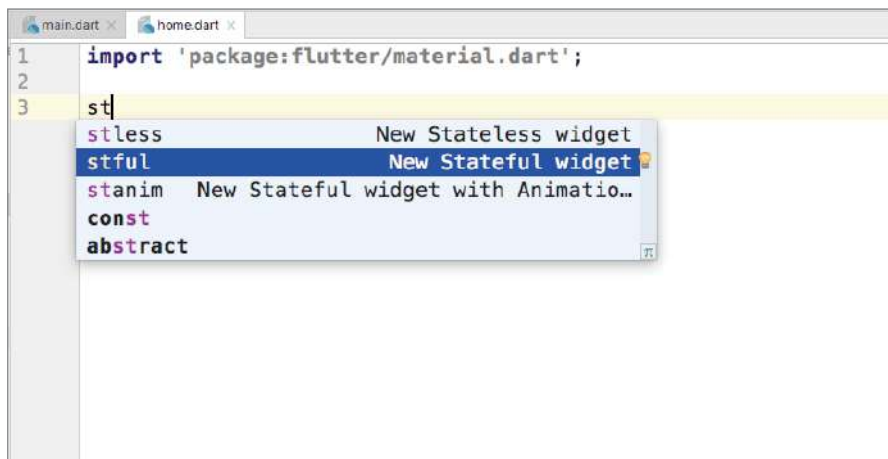 main.dart home.dart
1 import 'package:flutter/material.dart';
2
3 st
stless New Stateless widget
stful New Stateful widget
stanim New Stateful widget with Animatio…
const
abstract
π